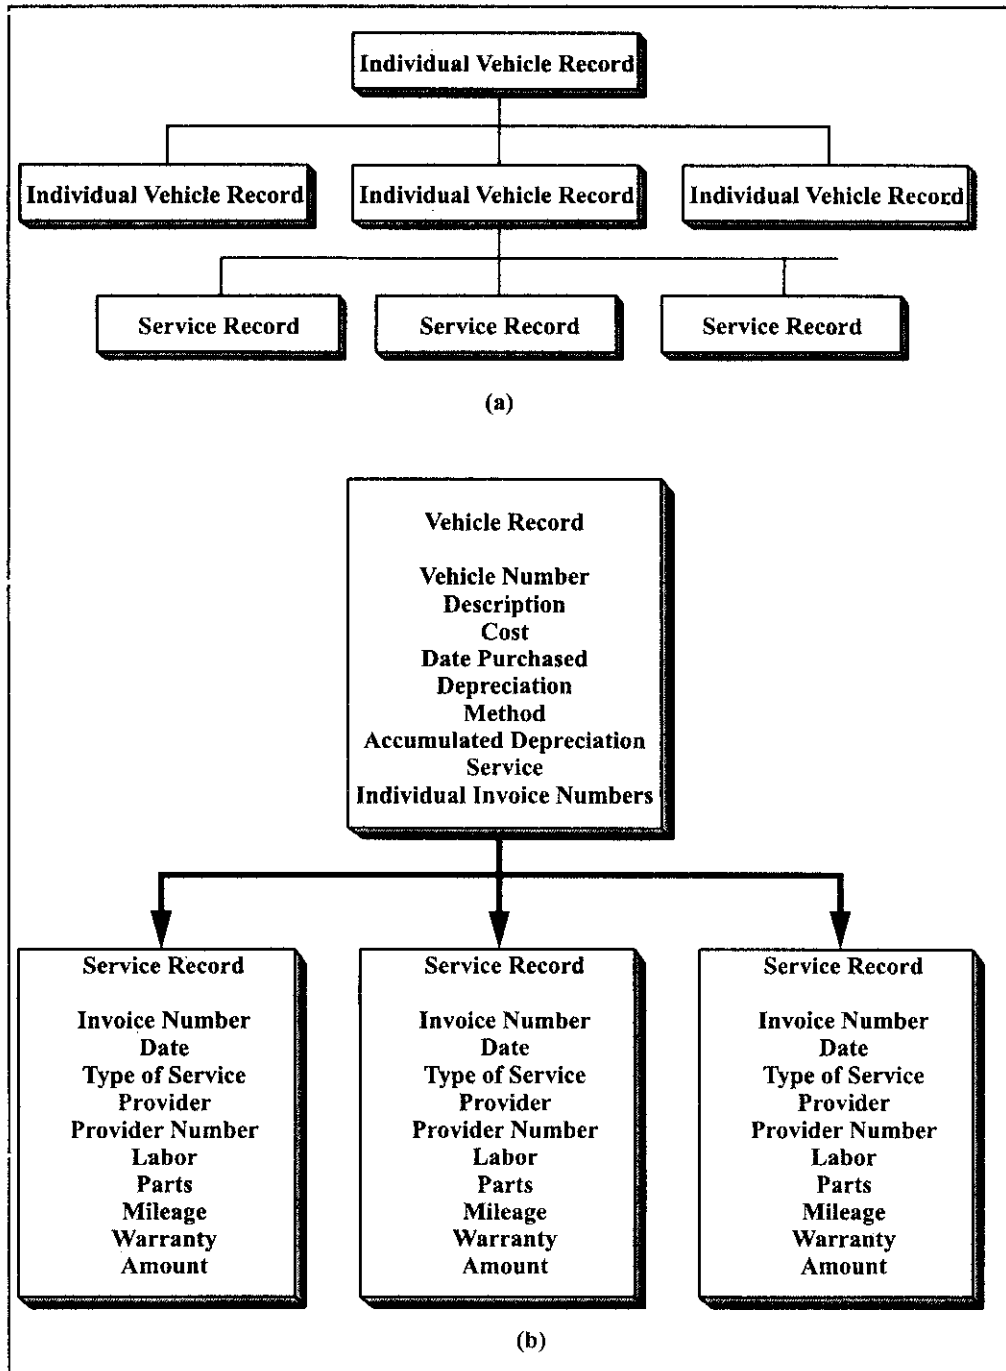 Individual Vehicle Record
Individual Vehicle Record
Individual Vehicle Record
Individual Vehicle Record
Service Record
Service Record
Service Record
(a)
Vehicle Record
Vehicle Number
Description
Cost
Date Purchased
Depreciation
Method
Accumulated Depreciation
Service
Individual Invoice Numbers
Service Record
Invoice Number
Date
Type of Service
Provider
Provider Number
Labor
Parts
Mileage
Warranty
Amount
Service Record
Invoice Number
Date
Type of Service
Provider
Provider Number
Labor
Parts
Mileage
Warranty
Amount
Service Record
Invoice Number
Date
Type of Service
Provider
Provider Number
Labor
Parts
Mileage
Warranty
Amount
(b)